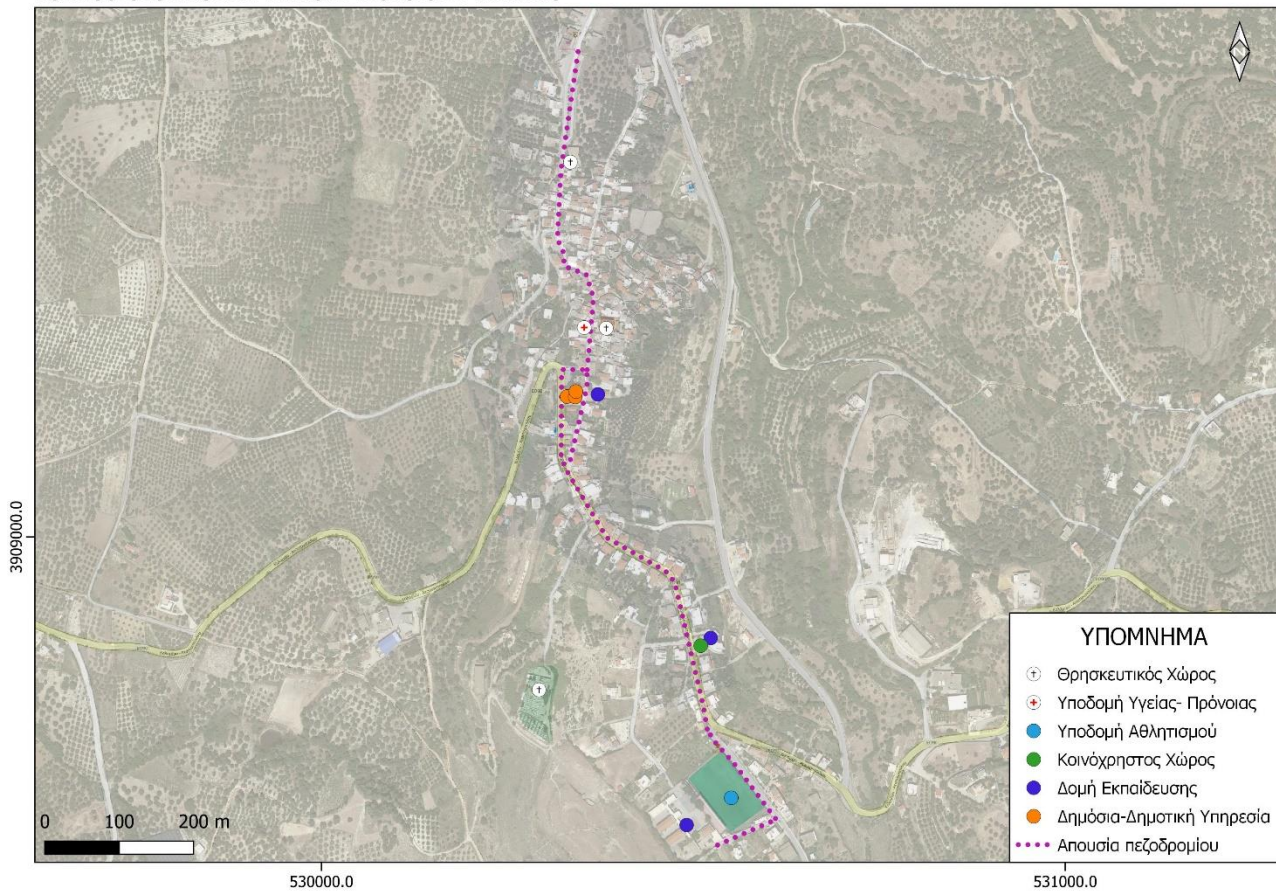 N
3909000.0
ΥΠΟΜΝΗΜΑ
Θρησκευτικός Χώρος
Υποδομή Υγείας- Πρόνοιας
Υποδομή Αθλητισμού
Κοινόχρηστος Χώρος
Δομή Εκπαίδευσης
Δημόσια-Δημοτική Υπηρεσία
Απουσία πεζοδρομίου
0 100 200 m
530000.0 531000.0